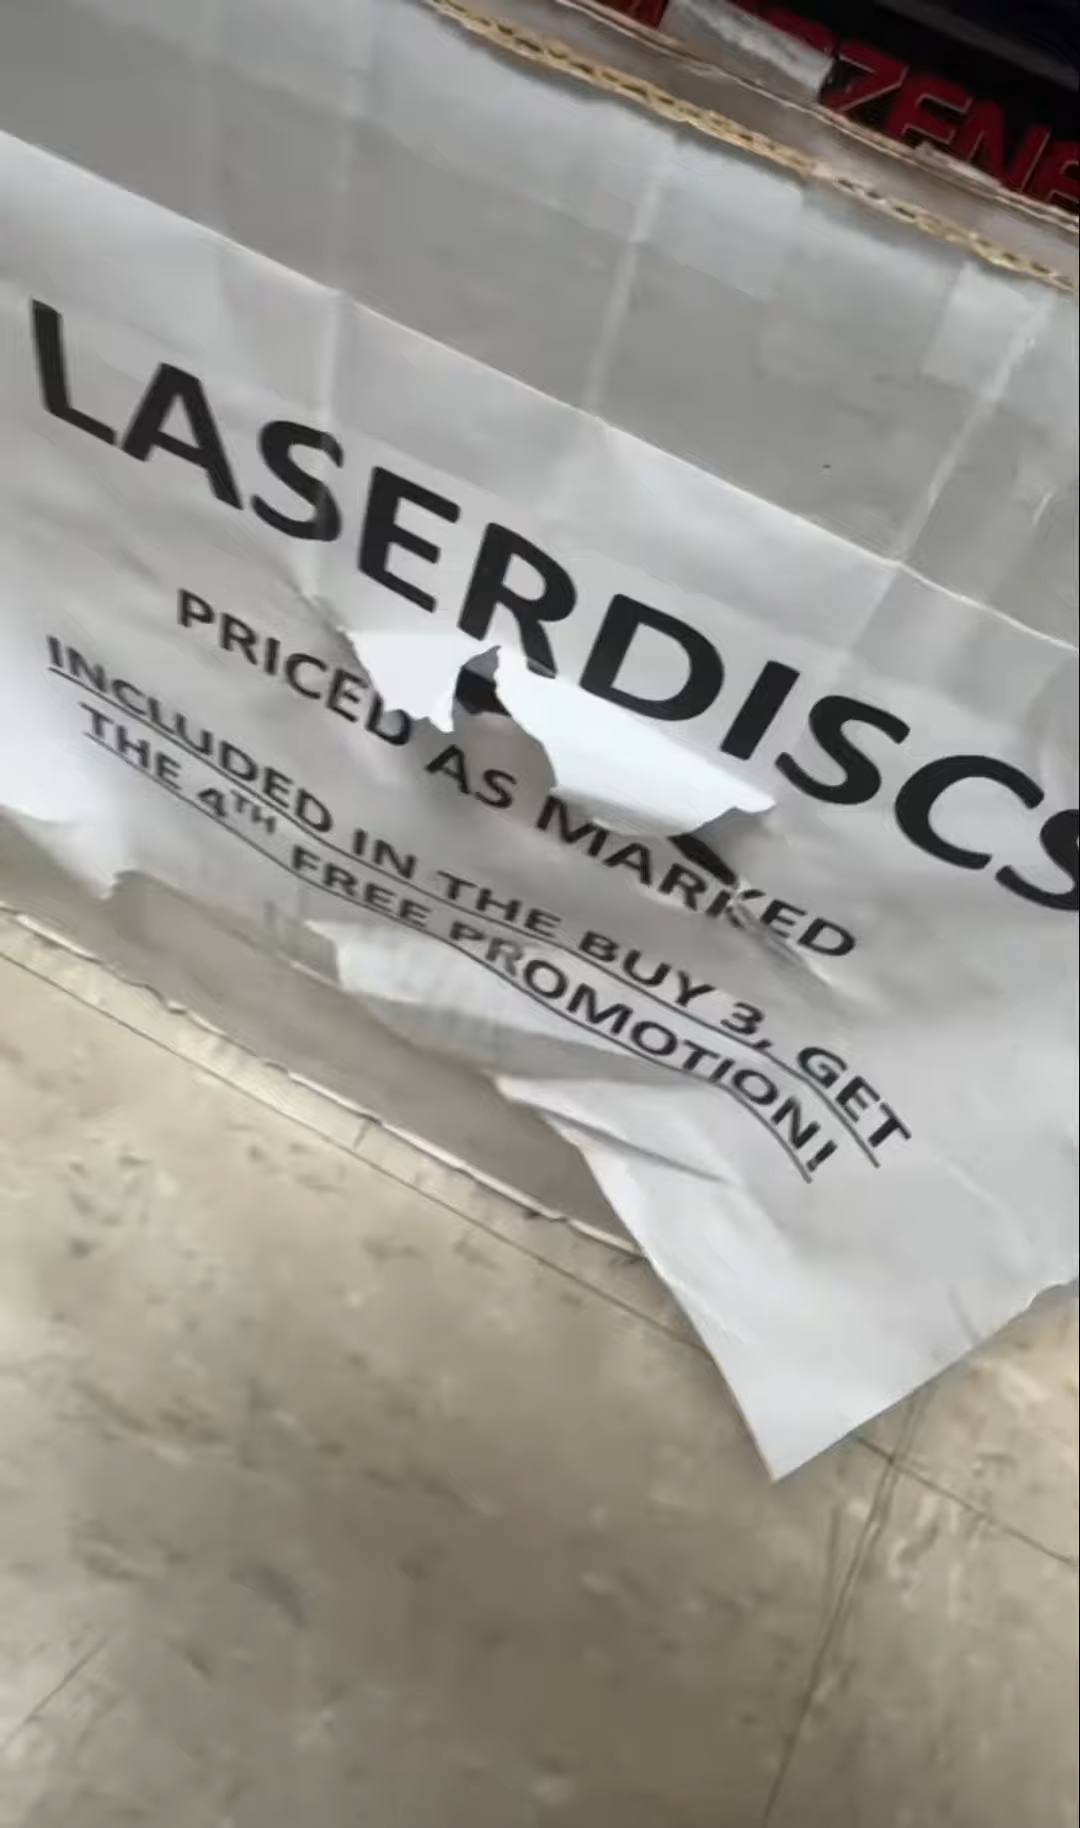 LASERDISCS
PRICED AS MARKED
INCLUDED IN THE BUY 3, GET
THE 4TH FREE PROMOTION!